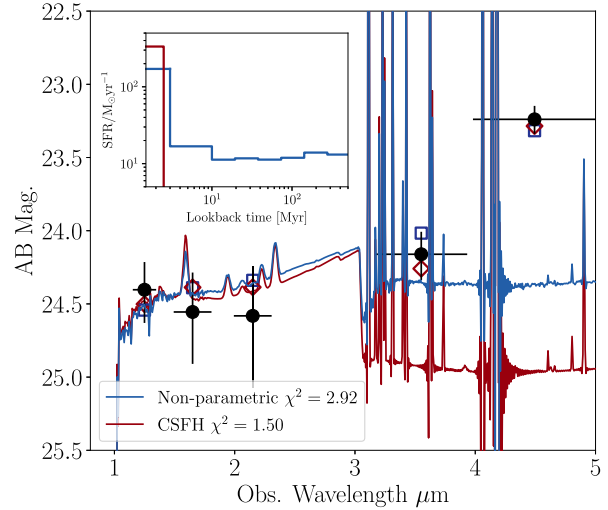 22.5
23.0
23.5
24.0
24.5
25.0
25.5
AB Mag.
1
2
3
4
5
Obs. Wavelength μm
SFR/M⊙yr⁻¹
10²
10¹
10¹
10²
Lookback time [Myr]
Non-parametric χ² = 2.92
CSFH χ² = 1.50